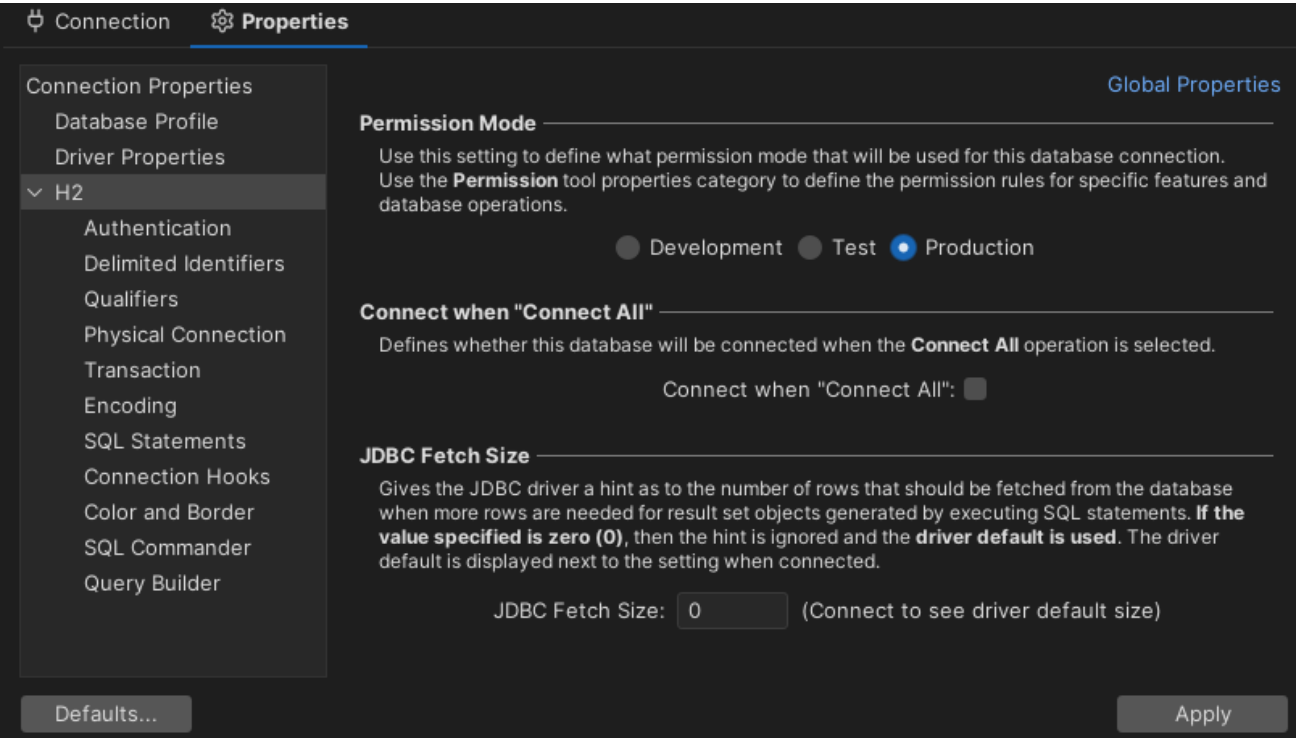 Connection
Properties
Connection Properties
Database Profile
Driver Properties
H2
Authentication
Delimited Identifiers
Qualifiers
Physical Connection
Transaction
Encoding
SQL Statements
Connection Hooks
Color and Border
SQL Commander
Query Builder
Global Properties
Permission Mode
Use this setting to define what permission mode that will be used for this database connection.
Use the Permission tool properties category to define the permission rules for specific features and
database operations.
Development Test Production
Connect when "Connect All"
Defines whether this database will be connected when the Connect All operation is selected.
Connect when "Connect All":
JDBC Fetch Size
Gives the JDBC driver a hint as to the number of rows that should be fetched from the database
when more rows are needed for result set objects generated by executing SQL statements. If the
value specified is zero (0), then the hint is ignored and the driver default is used. The driver
default is displayed next to the setting when connected.
JDBC Fetch Size: 0 (Connect to see driver default size)
Defaults...
Apply